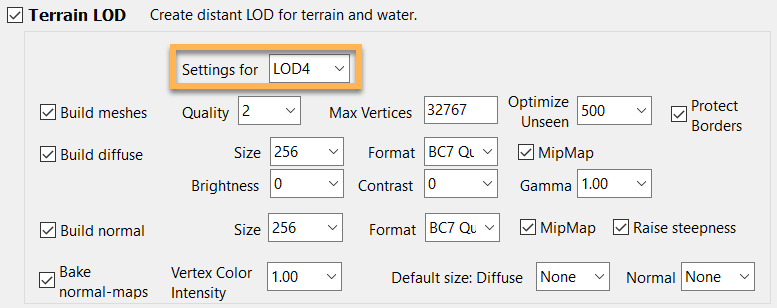 Terrain LOD Create distant LOD for terrain and water.
Settings for LOD4
Build meshes Quality 2 Max Vertices 32767 Optimize Unseen 500 Protect Borders
Build diffuse Size 256 Format BC7 Qu MipMap
Brightness 0 Contrast 0 Gamma 1.00
Build normal Size 256 Format BC7 Qu MipMap Raise steepness
Bake normal-maps Vertex Color Intensity 1.00 Default size: Diffuse None Normal None